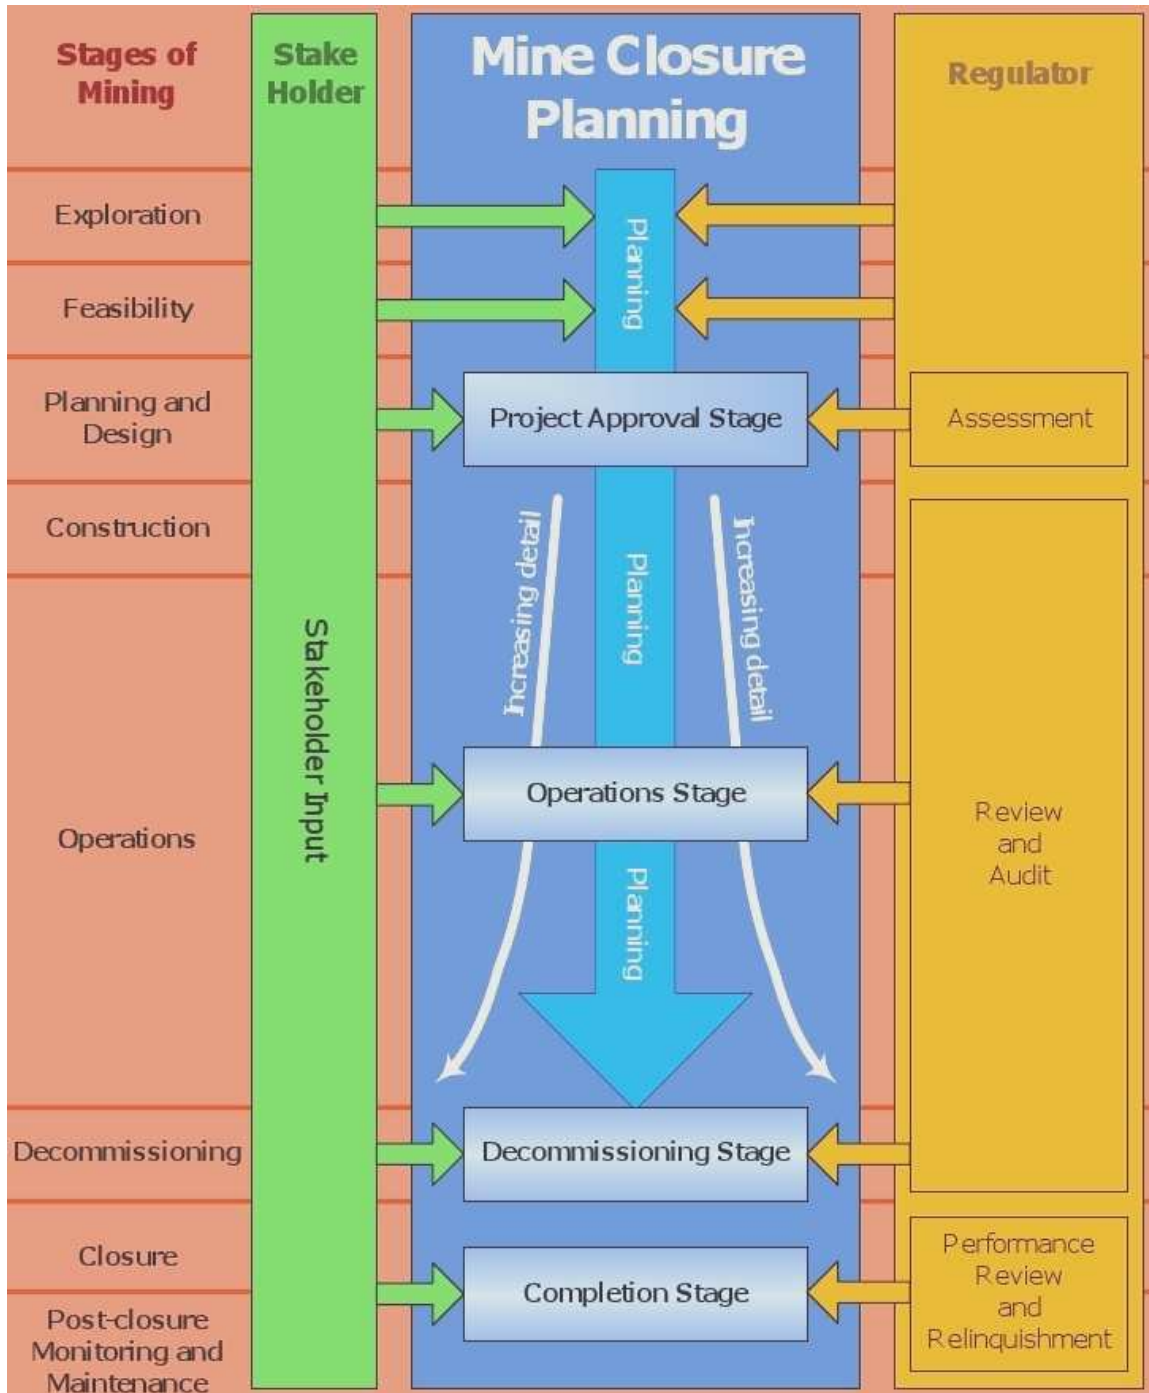 Stages of
Mining
Stake
Holder
Mine Closure
Planning
Regulator
Exploration
Planning
Feasibility
Planning and
Design
Project Approval Stage
Assessment
Construction
Increasing detail
Planning
Increasing detail
Stakeholder Input
Operations Stage
Operations
Review
and
Audit
Planning
Decommissioning
Decommissioning Stage
Closure
Completion Stage
Performance
Review
and
Relinquishment
Post-closure
Monitoring and
Maintenance